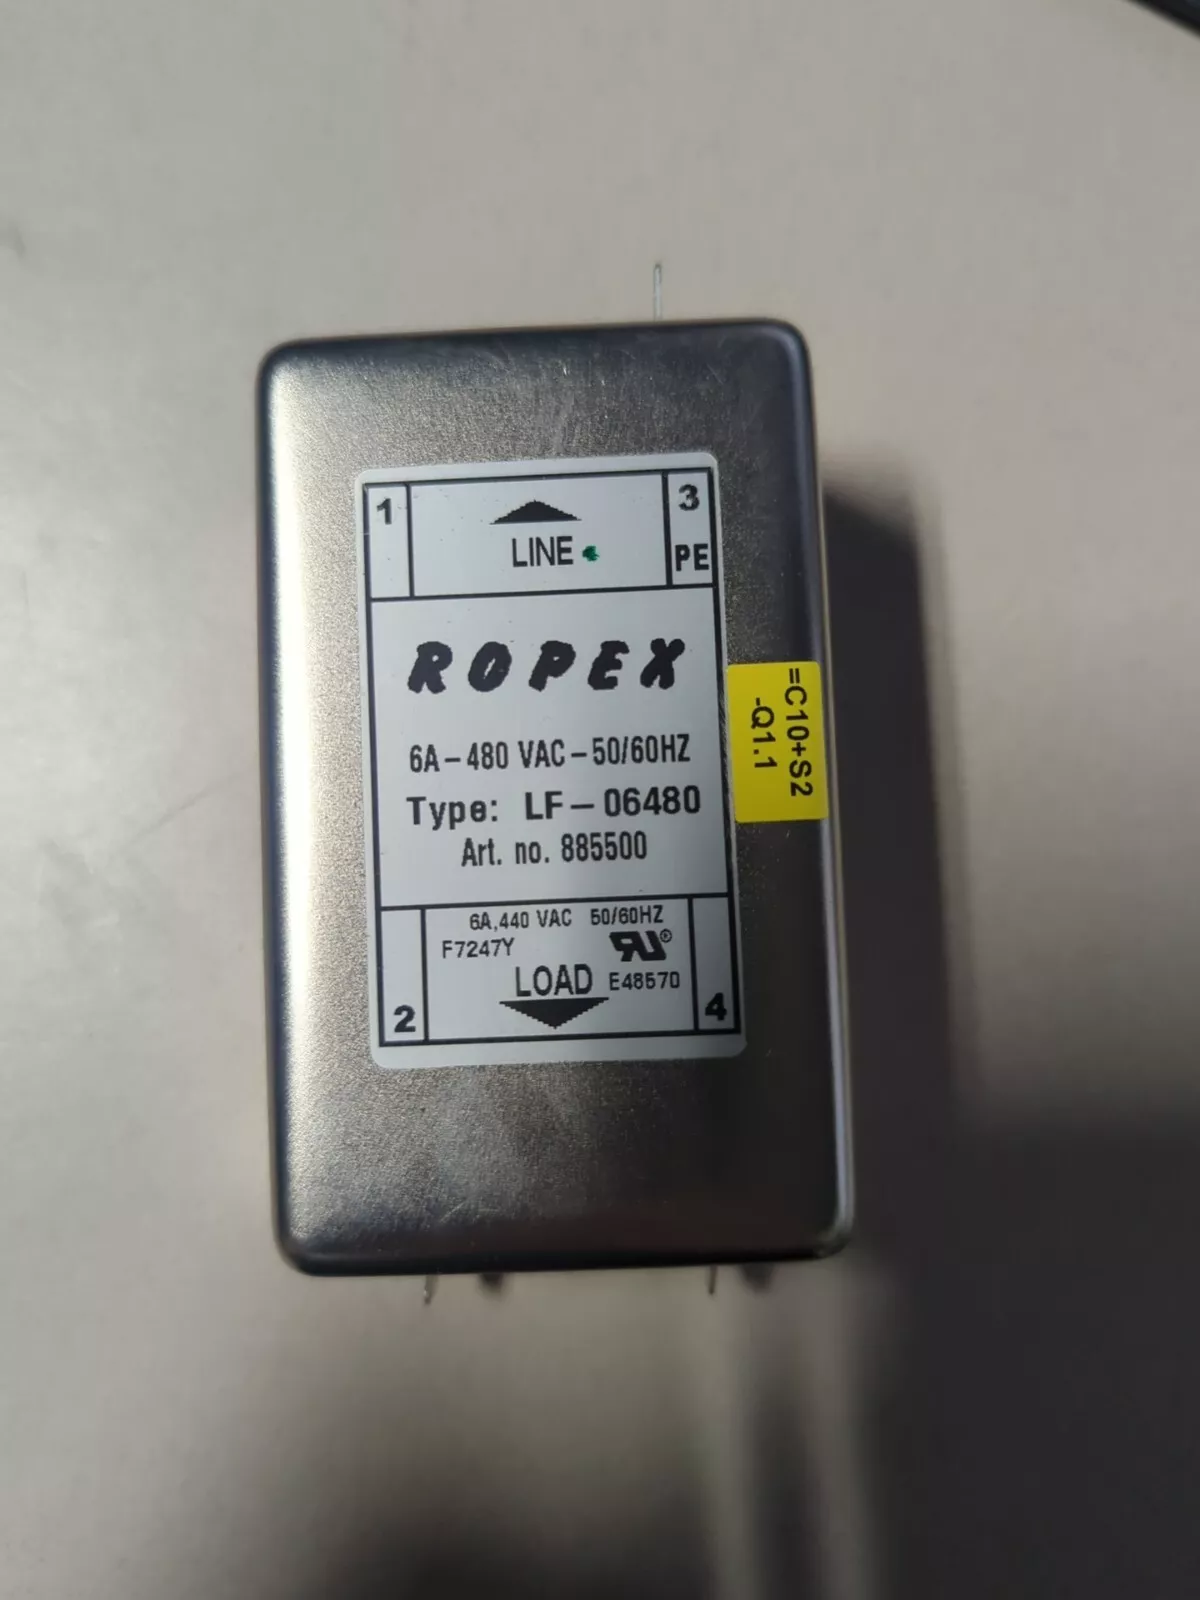 1
LINE
3
PE
ROPEX
6A-480 VAC-50/60HZ
Type: LF-06480
Art. no. 885500
6A,440 VAC 50/60HZ
F7247Y
RU®
LOAD E48570
2
4
=C10+S2
-Q1.1